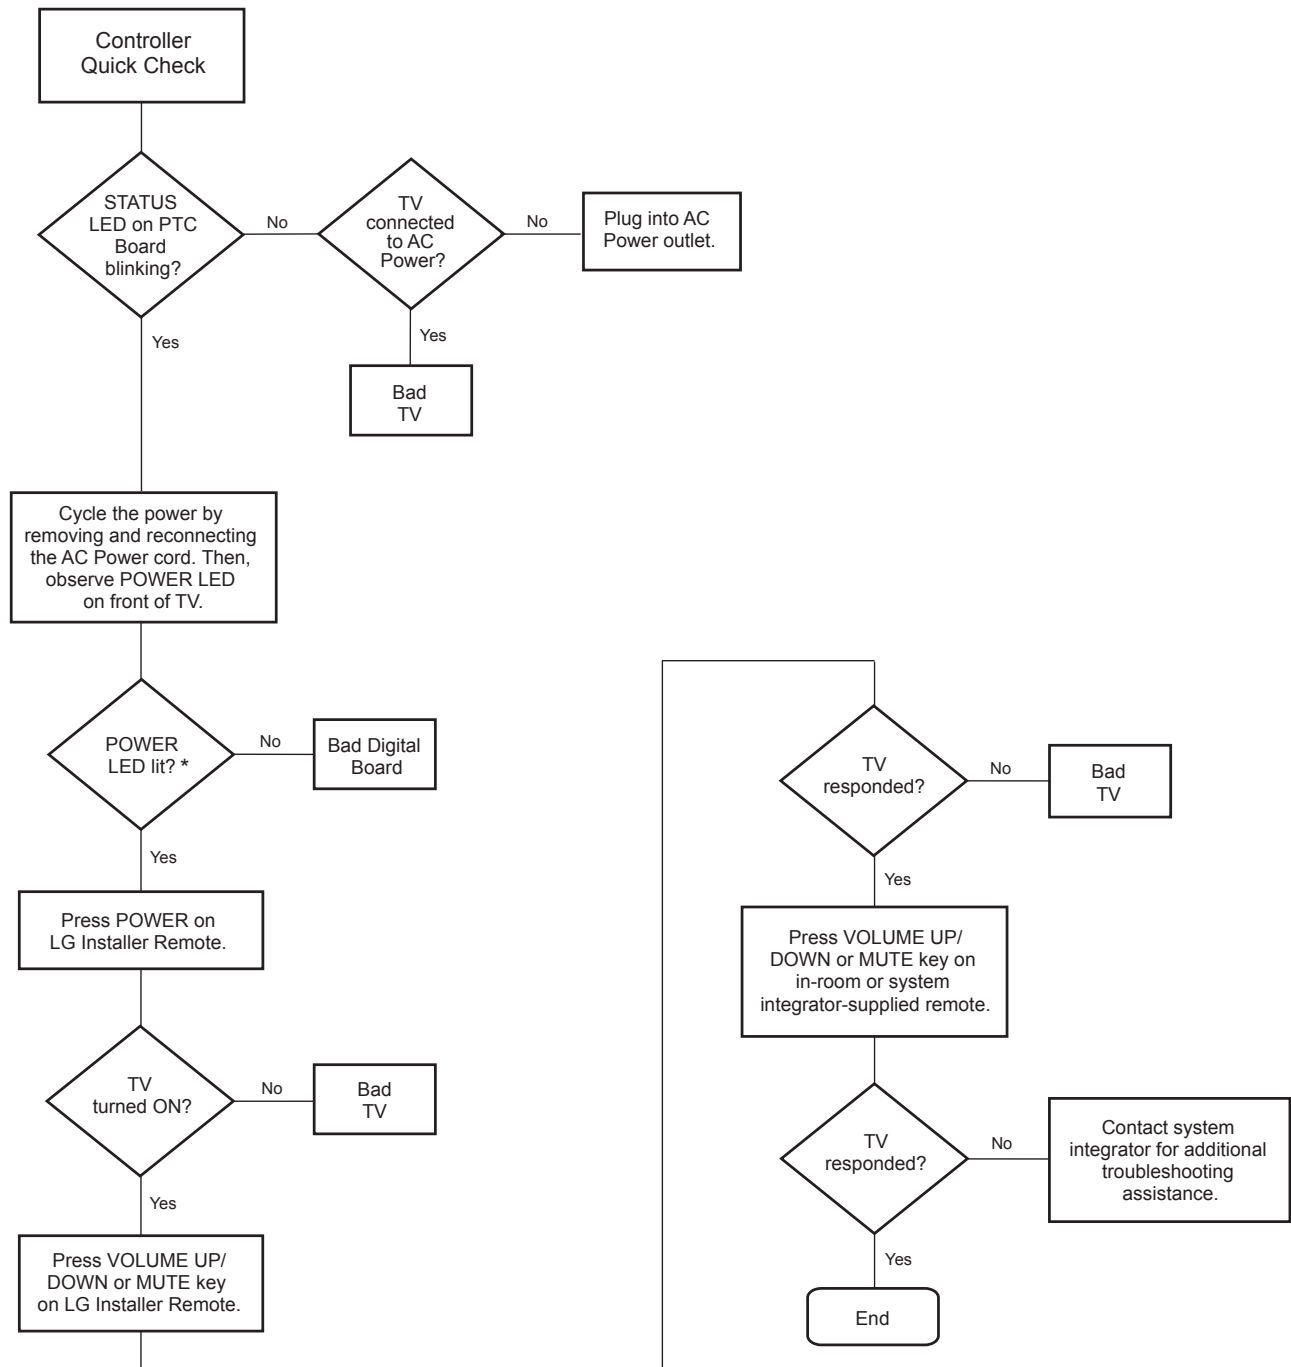 Controller
Quick Check
STATUS
LED on PTC
Board
blinking?
No
TV
connected
to AC
Power?
No
Plug into AC
Power outlet.
Yes
Yes
Bad
TV
Cycle the power by
removing and reconnecting
the AC Power cord. Then,
observe POWER LED
on front of TV.
POWER
LED lit? *
No
Bad Digital
Board
Yes
Press POWER on
LG Installer Remote.
TV
turned ON?
No
Bad
TV
Yes
Press VOLUME UP/
DOWN or MUTE key
on LG Installer Remote.
TV
responded?
No
Bad
TV
Yes
Press VOLUME UP/
DOWN or MUTE key on
in-room or system
integrator-supplied remote.
TV
responded?
No
Contact system
integrator for additional
troubleshooting
assistance.
Yes
End